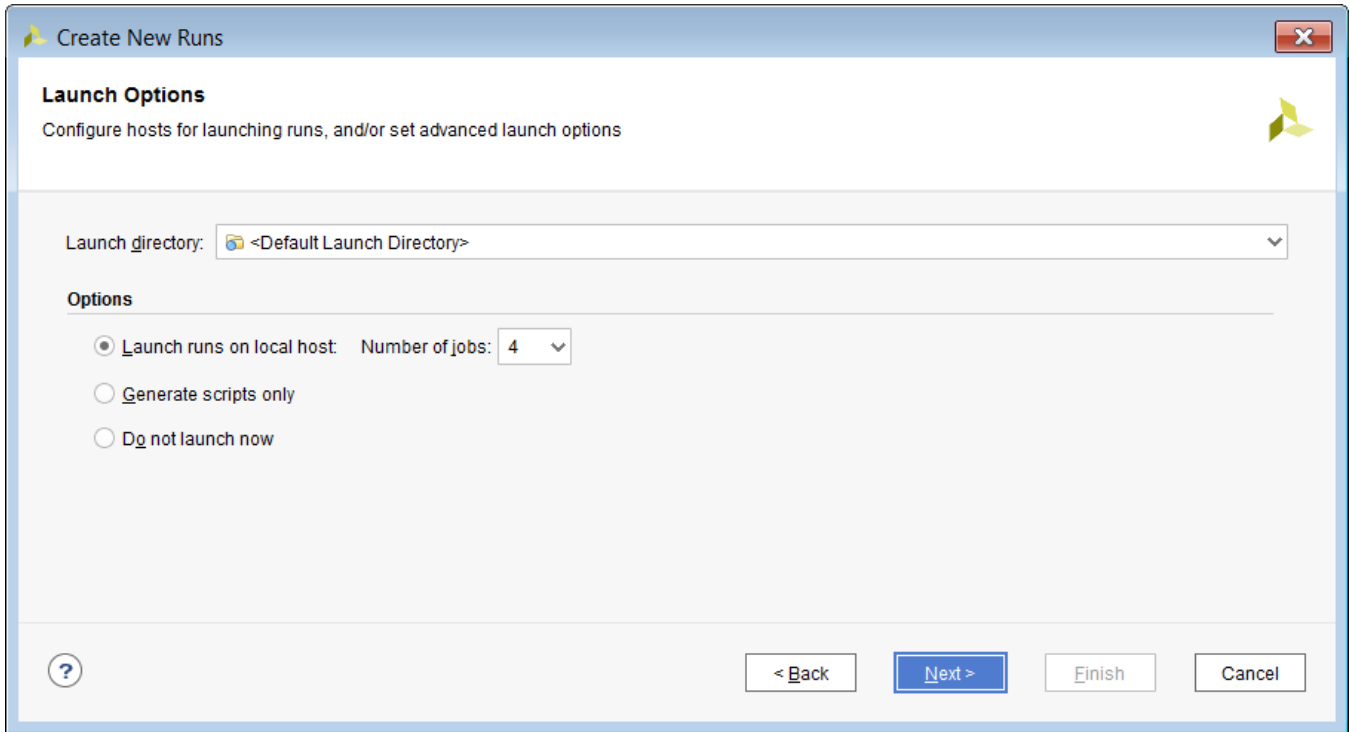 Create New Runs
Launch Options
Configure hosts for launching runs, and/or set advanced launch options
Launch directory: <Default Launch Directory>
Options
Launch runs on local host: Number of jobs: 4
Generate scripts only
Do not launch now
? < Back Next > Finish Cancel